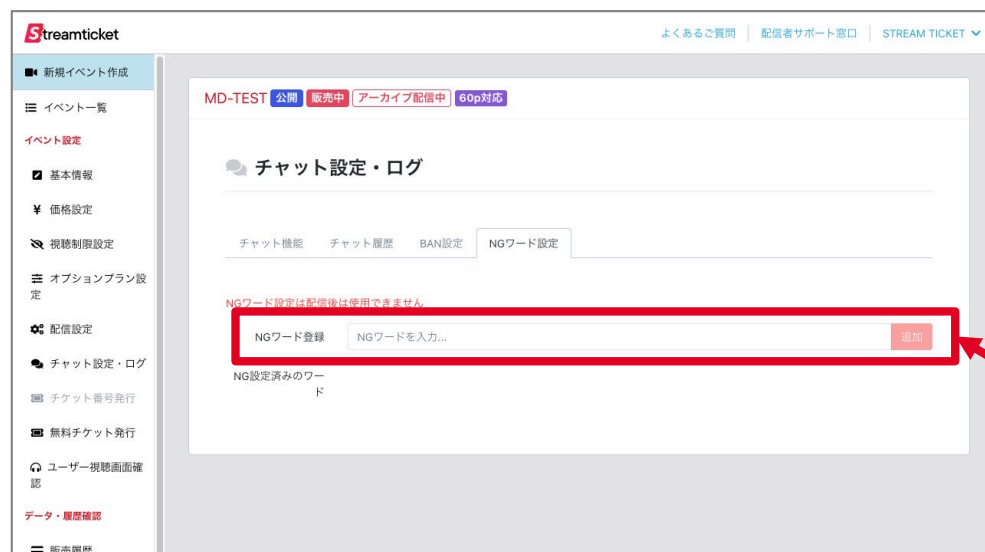 Streamticket
よくあるご質問
配信者サポート窓口
STREAM TICKET
新規イベント作成
イベント一覧
イベント設定
基本情報
¥ 価格設定
視聴制限設定
オプションプラン設
定
配信設定
チャット設定・ログ
チケット番号発行
無料チケット発行
ユーザー視聴画面確
認
データ・履歴確認
販売履歴
MD-TEST 公開 販売中 アーカイブ配信中 60p対応
チャット設定・ログ
チャット機能 チャット履歴 BAN設定 NGワード設定
NGワード設定は配信後は使用できません
NGワード登録 NGワードを入力... 追加
NG設定済みのワー
ド